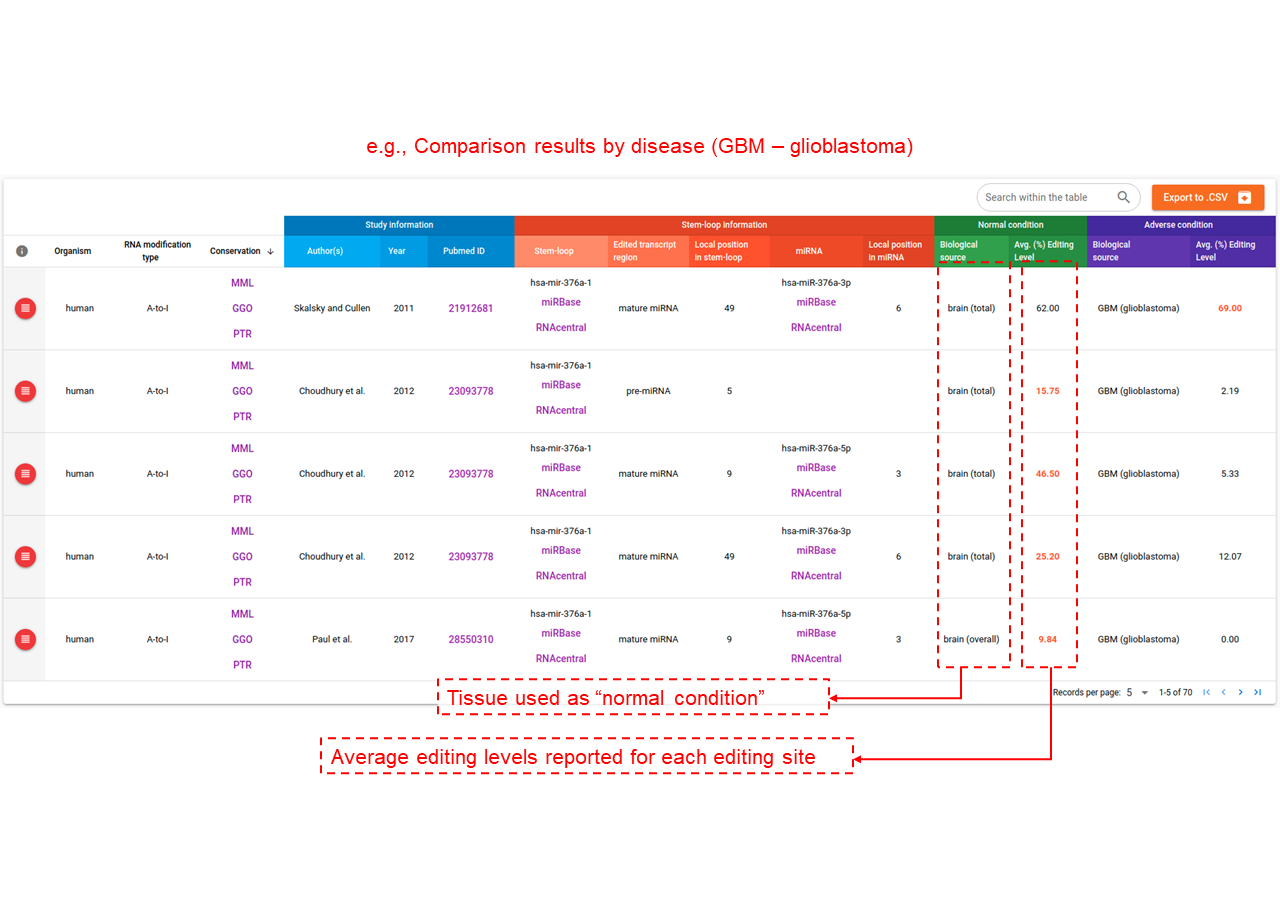 e.g., Comparison results by disease (GBM – glioblastoma)
Search within the table Export to .CSV
Study information Stem-loop information Normal condition Adverse condition
Organism RNA modification type Conservation ↓ Author(s) Year Pubmed ID Stem-loop Edited transcript region Local position in stem-loop miRNA Local position in miRNA Biological source Avg. (%) Editing Level Biological source Avg. (%) Editing Level
MML hsa-mir-376a-1 hsa-miR-376a-3p
human A-to-I GGO Skalsky and Cullen 2011 21912681 miRBase mature miRNA 49 miRBase 6 brain (total) 62.00 GBM (glioblastoma) 69.00
PTR RNAcentral RNAcentral
MML hsa-mir-376a-1
human A-to-I GGO Choudhury et al. 2012 23093778 miRBase pre-miRNA 5 brain (total) 15.75 GBM (glioblastoma) 2.19
PTR RNAcentral
MML hsa-mir-376a-1 hsa-miR-376a-5p
human A-to-I GGO Choudhury et al. 2012 23093778 miRBase mature miRNA 9 miRBase 3 brain (total) 46.50 GBM (glioblastoma) 5.33
PTR RNAcentral RNAcentral
MML hsa-mir-376a-1 hsa-miR-376a-3p
human A-to-I GGO Choudhury et al. 2012 23093778 miRBase mature miRNA 49 miRBase 6 brain (total) 25.20 GBM (glioblastoma) 12.07
PTR RNAcentral RNAcentral
MML hsa-mir-376a-1 hsa-miR-376a-5p
human A-to-I GGO Paul et al. 2017 28550310 miRBase mature miRNA 9 miRBase 3 brain (overall) 9.84 GBM (glioblastoma) 0.00
PTR RNAcentral RNAcentral
Records per page: 5 1-5 of 70
Tissue used as “normal condition”
Average editing levels reported for each editing site